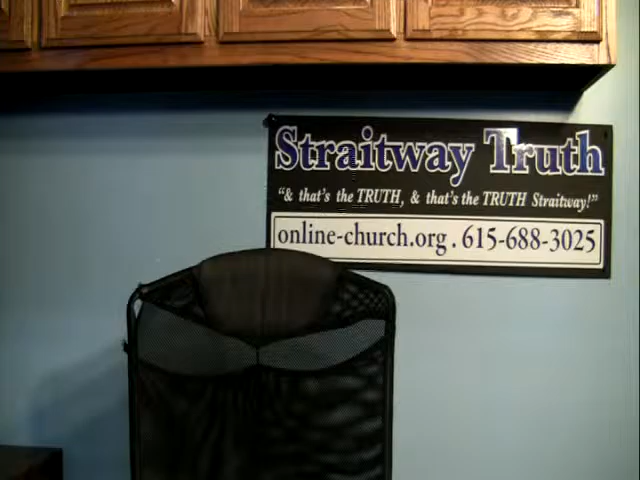 Straitway Truth
"& that's the TRUTH, & that's the TRUTH Straitway!"
online-church.org . 615-688-3025